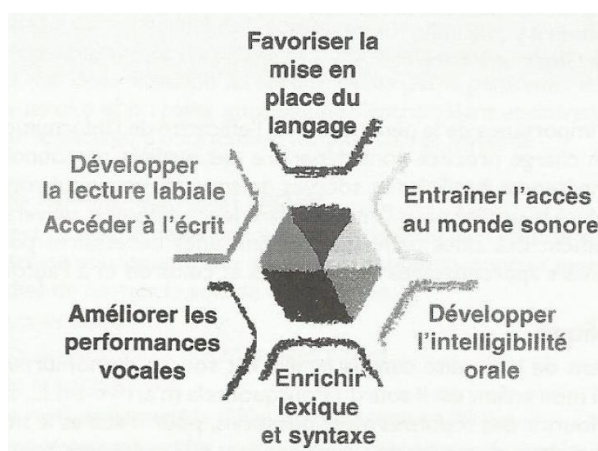 Favoriser la
mise en
place du
langage
Développer
la lecture labiale
Accéder à l'écrit
Entraîner l'accès
au monde sonore
Améliorer les
performances
vocales
Développer
l'intelligibilité
orale
Enrichir
lexique
et syntaxe